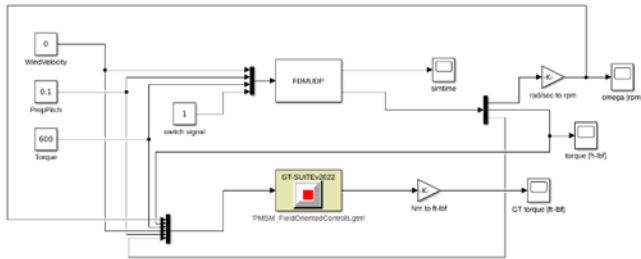 0
WindVelocity
0.1
PropPitch
600
Torque
1
switch signal
FDMUDP
simtime
-K-
rad/sec to rpm
omega [rpm
torque [ft-lbf]
GT-SUITEv2022
'PMSM_FieldOrientedControls.gtm'
-K-
Nm to ft-lbf
GT torque [ft-lbf]